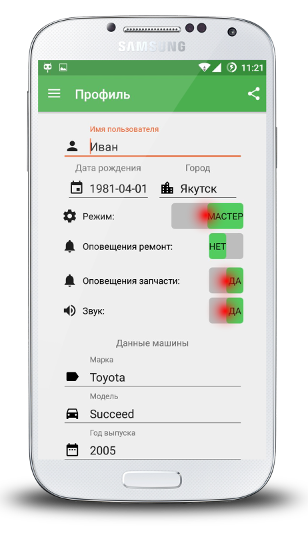 SAMSUNG
11:21
Профиль
Имя пользователя
Иван
Дата рождения Город
1981-04-01 Якутск
Режим: МАСТЕР
Оповещения ремонт: НЕТ
Оповещения запчасти: ДА
Звук: ДА
Данные машины
Марка
Toyota
Модель
Succeed
Год выпуска
2005